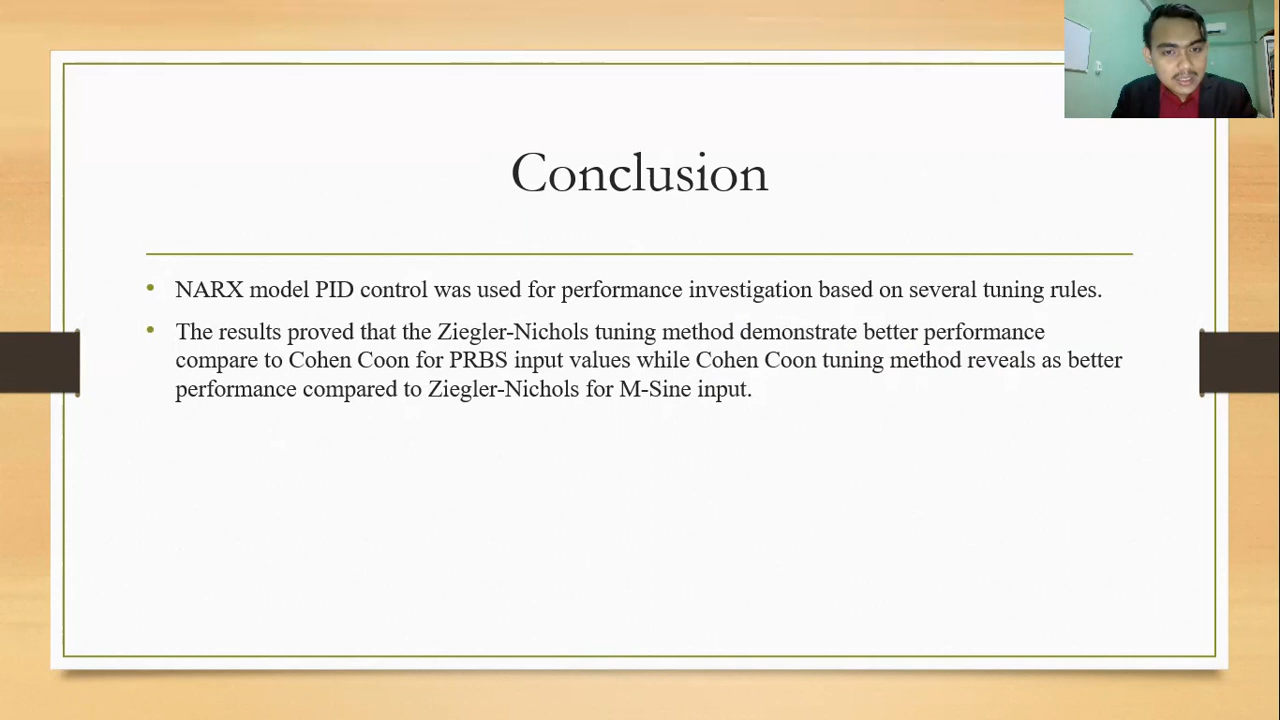 Conclusion
• NARX model PID control was used for performance investigation based on several tuning rules.
• The results proved that the Ziegler-Nichols tuning method demonstrate better performance
compare to Cohen Coon for PRBS input values while Cohen Coon tuning method reveals as better
performance compared to Ziegler-Nichols for M-Sine input.